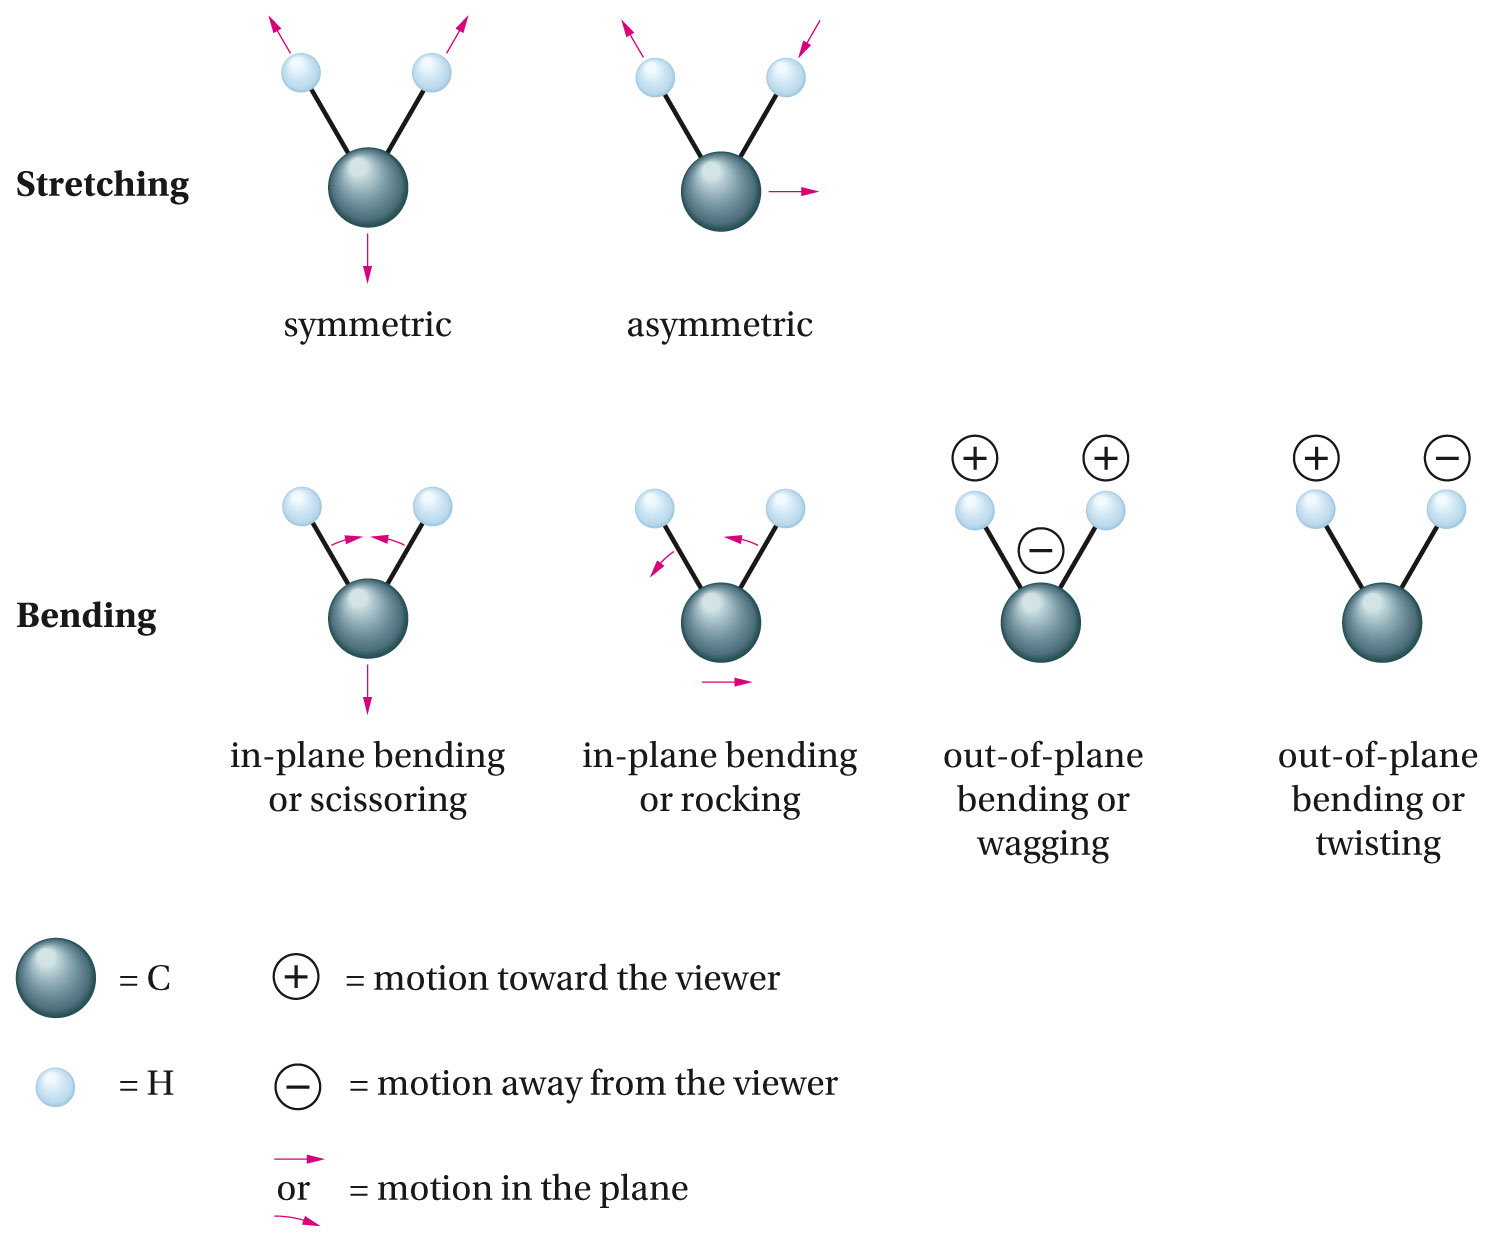 Stretching
symmetric
asymmetric
+ + + −
−
Bending
in-plane bending
or scissoring
in-plane bending
or rocking
out-of-plane
bending or
wagging
out-of-plane
bending or
twisting
= C
+ = motion toward the viewer
= H
− = motion away from the viewer
or = motion in the plane